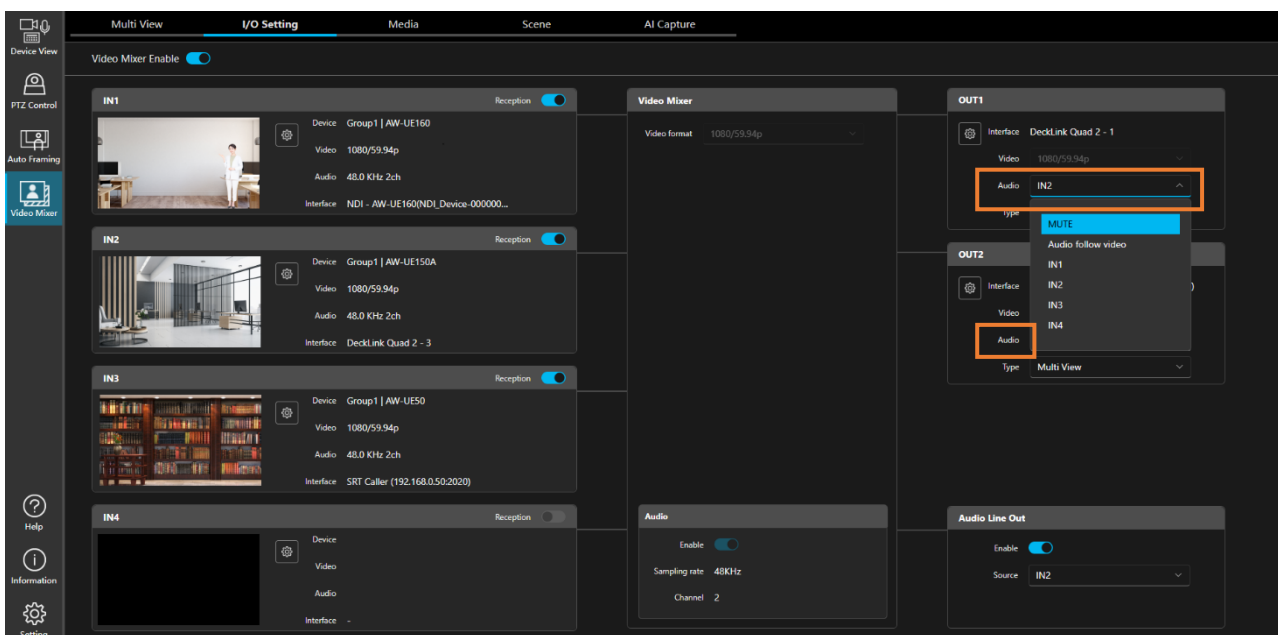 Multi View
I/O Setting
Media
Scene
AI Capture
Device View
PTZ Control
Auto Framing
Video Mixer
Help
Information
Setting
Video Mixer Enable
IN1
Reception
Device Group1 | AW-UE160
Video 1080/59.94p
Audio 48.0 KHz 2ch
Interface NDI - AW-UE160(NDI_Device-000000...
IN2
Reception
Device Group1 | AW-UE150A
Video 1080/59.94p
Audio 48.0 KHz 2ch
Interface DeckLink Quad 2 - 3
IN3
Reception
Device Group1 | AW-UE50
Video 1080/59.94p
Audio 48.0 KHz 2ch
Interface SRT Caller (192.168.0.50:2020)
IN4
Reception
Device
Video
Audio
Interface -
Video Mixer
Video format 1080/59.94p
Audio
Enable
Sampling rate 48KHz
Channel 2
OUT1
Interface DeckLink Quad 2 - 1
Video 1080/59.94p
Audio IN2
Type
MUTE
Audio follow video
IN1
IN2
IN3
IN4
OUT2
Interface )
Video
Audio
Type Multi View
Audio Line Out
Enable
Source IN2